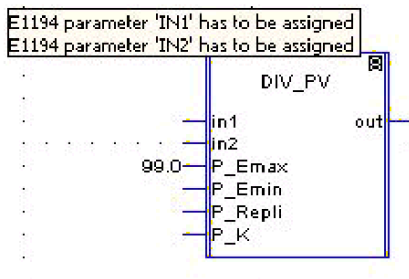 E1194 parameter 'IN1' has to be assigned
E1194 parameter 'IN2' has to be assigned
DIV_PV
in1 out
in2
99.0 P_Emax
P_Emin
P_Repli
P_K